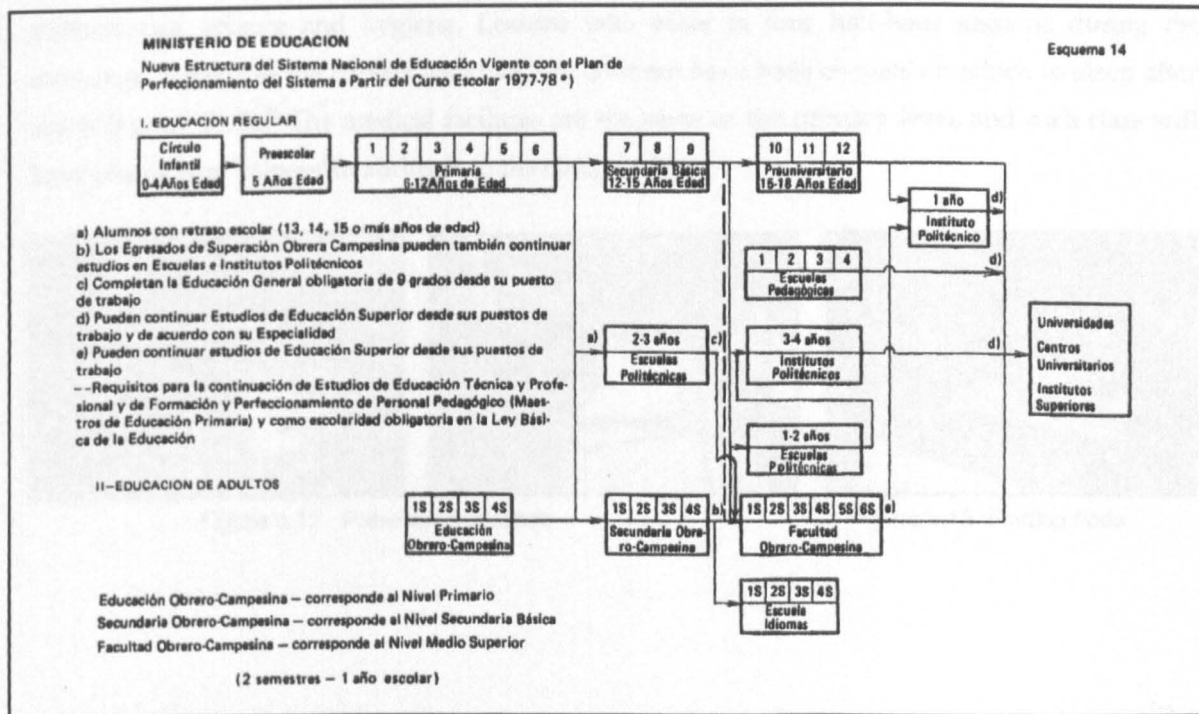 MINISTERIO DE EDUCACION
Nueva Estructura del Sistema Nacional de Educación Vigente con el Plan de
Perfeccionamiento del Sistema a Partir del Curso Escolar 1977-78 *)
Esquema 14
I. EDUCACION REGULAR
Círculo
Infantil
0-4 Años Edad
Preescolar
5 Años Edad
1 2 3 4 5 6
Primaria
6-12 Años de Edad
7 8 9
Secundaria Básica
12-15 Años Edad
10 11 12
Preuniversitario
15-18 Años Edad
1 año
Instituto
Politécnico
d)
a) Alumnos con retraso escolar (13, 14, 15 o más años de edad)
b) Los Egresados de Superación Obrera Campesina pueden también continuar
estudios en Escuelas e Institutos Politécnicos
c) Completan la Educación General obligatoria de 9 grados desde su puesto
de trabajo
d) Pueden continuar Estudios de Educación Superior desde sus puestos de
trabajo y de acuerdo con su Especialidad
e) Pueden continuar estudios de Educación Superior desde sus puestos de
trabajo
---Requisitos para la continuación de Estudios de Educación Técnica y Profe-
sional y de Formación y Perfeccionamiento de Personal Pedagógico (Maes-
tros de Educación Primaria) y como escolaridad obligatoria en la Ley Bási-
ca de la Educación
1 2 3 4
Escuelas
Pedagógicas
d)
a)
2-3 años
Escuelas
Politécnicas
c)
3-4 años
Institutos
Politécnicos
d)
Universidades
Centros
Universitarios
Institutos
Superiores
1-2 años
Escuelas
Politécnicas
II-EDUCACION DE ADULTOS
1S 2S 3S 4S
Educación
Obrero-Campesina
1S 2S 3S 4S
Secundaria Obre-
ro-Campesina
b)
1S 2S 3S 4S 5S 6S
Facultad
Obrero-Campesina
e)
1S 2S 3S 4S
Escuela
Idiomas
Educación Obrero-Campesina – corresponde al Nivel Primario
Secundaria Obrero-Campesina – corresponde al Nivel Secundaria Básica
Facultad Obrero-Campesina – corresponde al Nivel Medio Superior
(2 semestres – 1 año escolar)